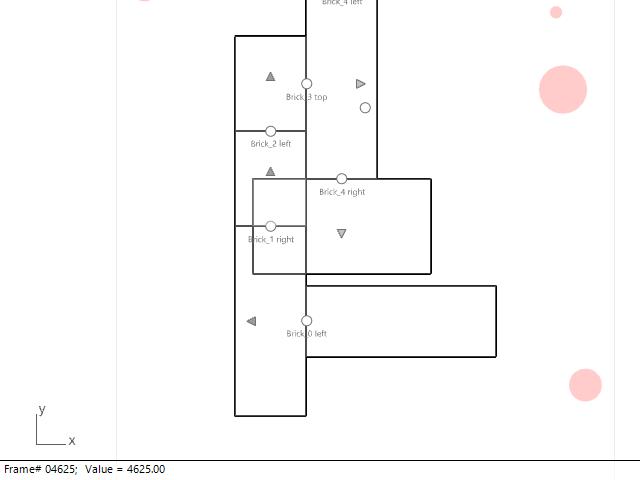 Brick_4 left
Brick_3 top
Brick_2 left
Brick_4 right
Brick_1 right
Brick_0 left
y
x
Frame# 04625; Value = 4625.00